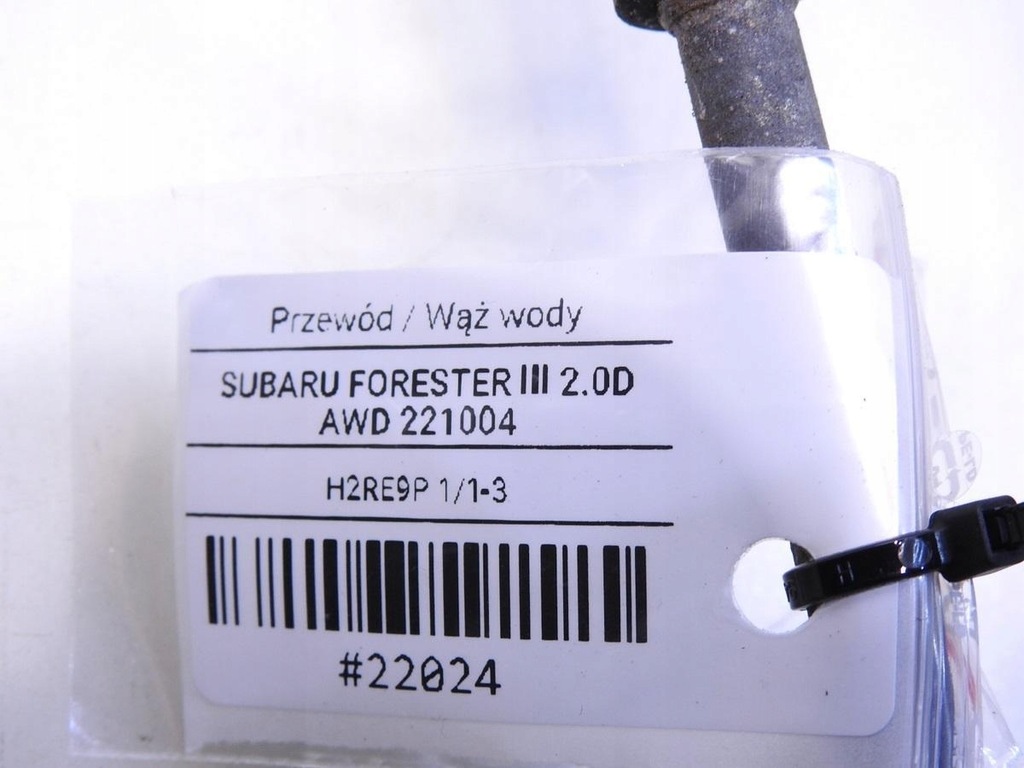 Przewód / Wąż wody
SUBARU FORESTER III 2.0D
AWD 221004
H2RE9P 1/1-3
#22024